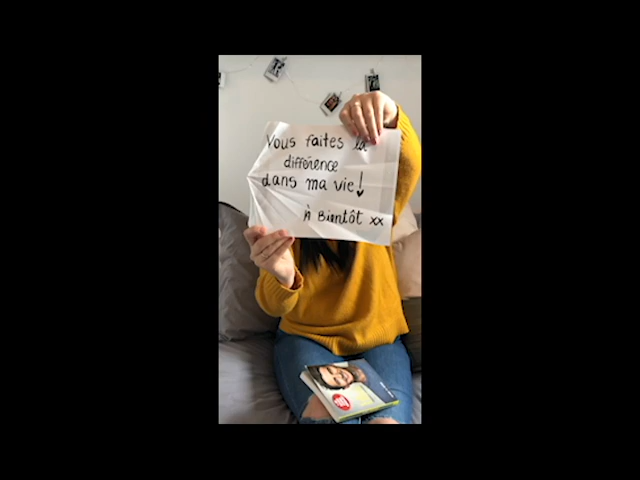 Vous faites la
différence
dans ma vie!
À Bientôt xx